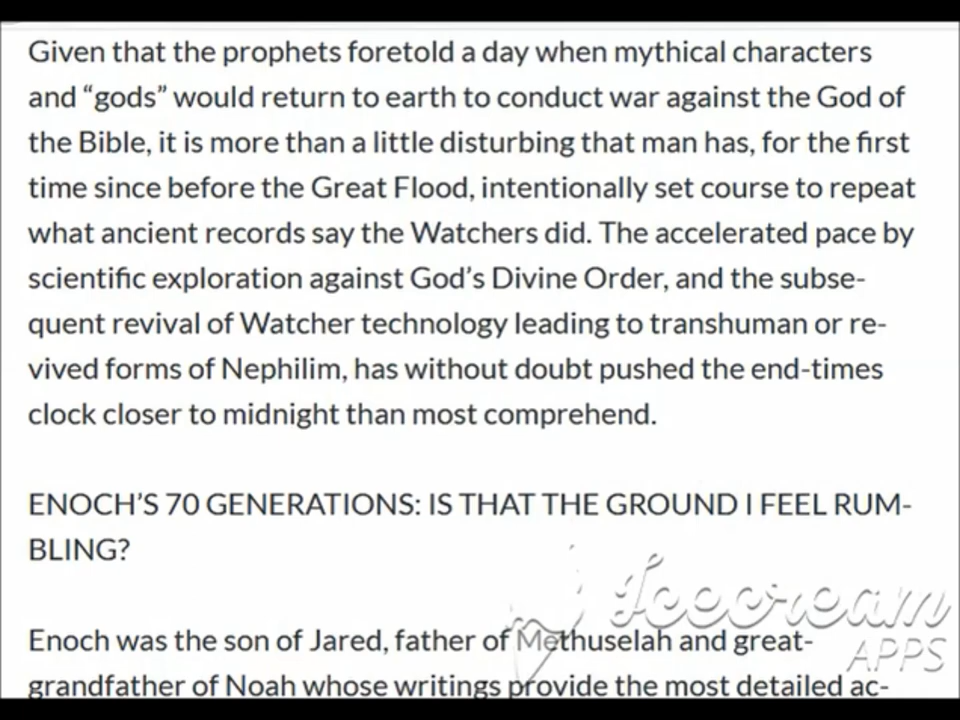 Given that the prophets foretold a day when mythical characters
and “gods” would return to earth to conduct war against the God of
the Bible, it is more than a little disturbing that man has, for the first
time since before the Great Flood, intentionally set course to repeat
what ancient records say the Watchers did. The accelerated pace by
scientific exploration against God’s Divine Order, and the subse-
quent revival of Watcher technology leading to transhuman or re-
vived forms of Nephilim, has without doubt pushed the end-times
clock closer to midnight than most comprehend.
ENOCH’S 70 GENERATIONS: IS THAT THE GROUND I FEEL RUM-
BLING?
Enoch was the son of Jared, father of Methuselah and great-
grandfather of Noah whose writings provide the most detailed ac-
Icecream
APPS